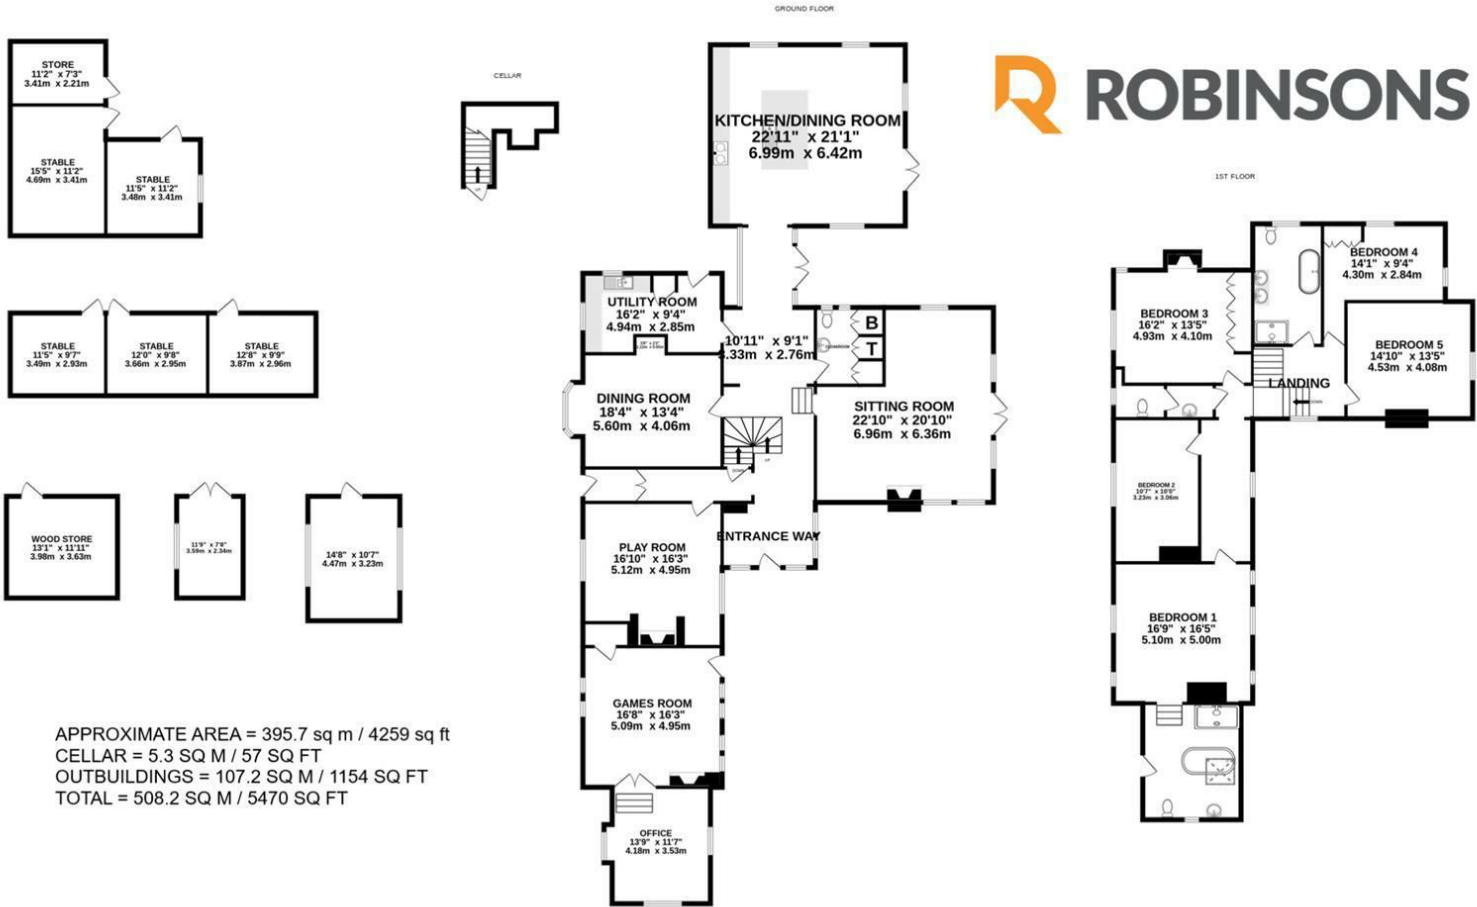 GROUND FLOOR
ROBINSONS
STORE
11'2" x 7'3"
3.41m x 2.21m
STABLE
15'5" x 11'2"
4.69m x 3.41m
STABLE
11'5" x 11'2"
3.48m x 3.41m
CELLAR
UP
KITCHEN/DINING ROOM
22'11" x 21'1"
6.99m x 6.42m
1ST FLOOR
STABLE
11'5" x 9'7"
3.49m x 2.93m
STABLE
12'0" x 9'8"
3.66m x 2.95m
STABLE
12'8" x 9'9"
3.87m x 2.96m
UTILITY ROOM
16'2" x 9'4"
4.94m x 2.85m
10'11" x 9'1"
3.33m x 2.76m
B
T
DINING ROOM
18'4" x 13'4"
5.60m x 4.06m
SITTING ROOM
22'10" x 20'10"
6.96m x 6.36m
DOWN
UP
BEDROOM 4
14'1" x 9'4"
4.30m x 2.84m
BEDROOM 3
16'2" x 13'5"
4.93m x 4.10m
BEDROOM 5
14'10" x 13'5"
4.53m x 4.08m
LANDING
DOWN
BEDROOM 2
10'7" x 10'0"
3.23m x 3.06m
WOOD STORE
13'1" x 11'11"
3.98m x 3.63m
11'9" x 7'8"
3.59m x 2.34m
14'8" x 10'7"
4.47m x 3.23m
PLAY ROOM
16'10" x 16'3"
5.12m x 4.95m
ENTRANCE WAY
BEDROOM 1
16'9" x 16'5"
5.10m x 5.00m
GAMES ROOM
16'8" x 16'3"
5.09m x 4.95m
OFFICE
13'9" x 11'7"
4.18m x 3.53m
APPROXIMATE AREA = 395.7 sq m / 4259 sq ft
CELLAR = 5.3 SQ M / 57 SQ FT
OUTBUILDINGS = 107.2 SQ M / 1154 SQ FT
TOTAL = 508.2 SQ M / 5470 SQ FT